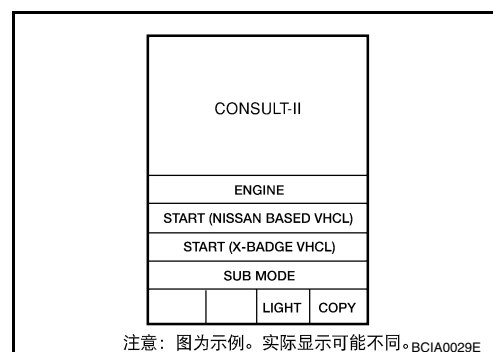 CONSULT-II
ENGINE
START (NISSAN BASED VHCL)
START (X-BADGE VHCL)
SUB MODE
LIGHT COPY
注意：图为示例。实际显示可能不同。BCIA0029E